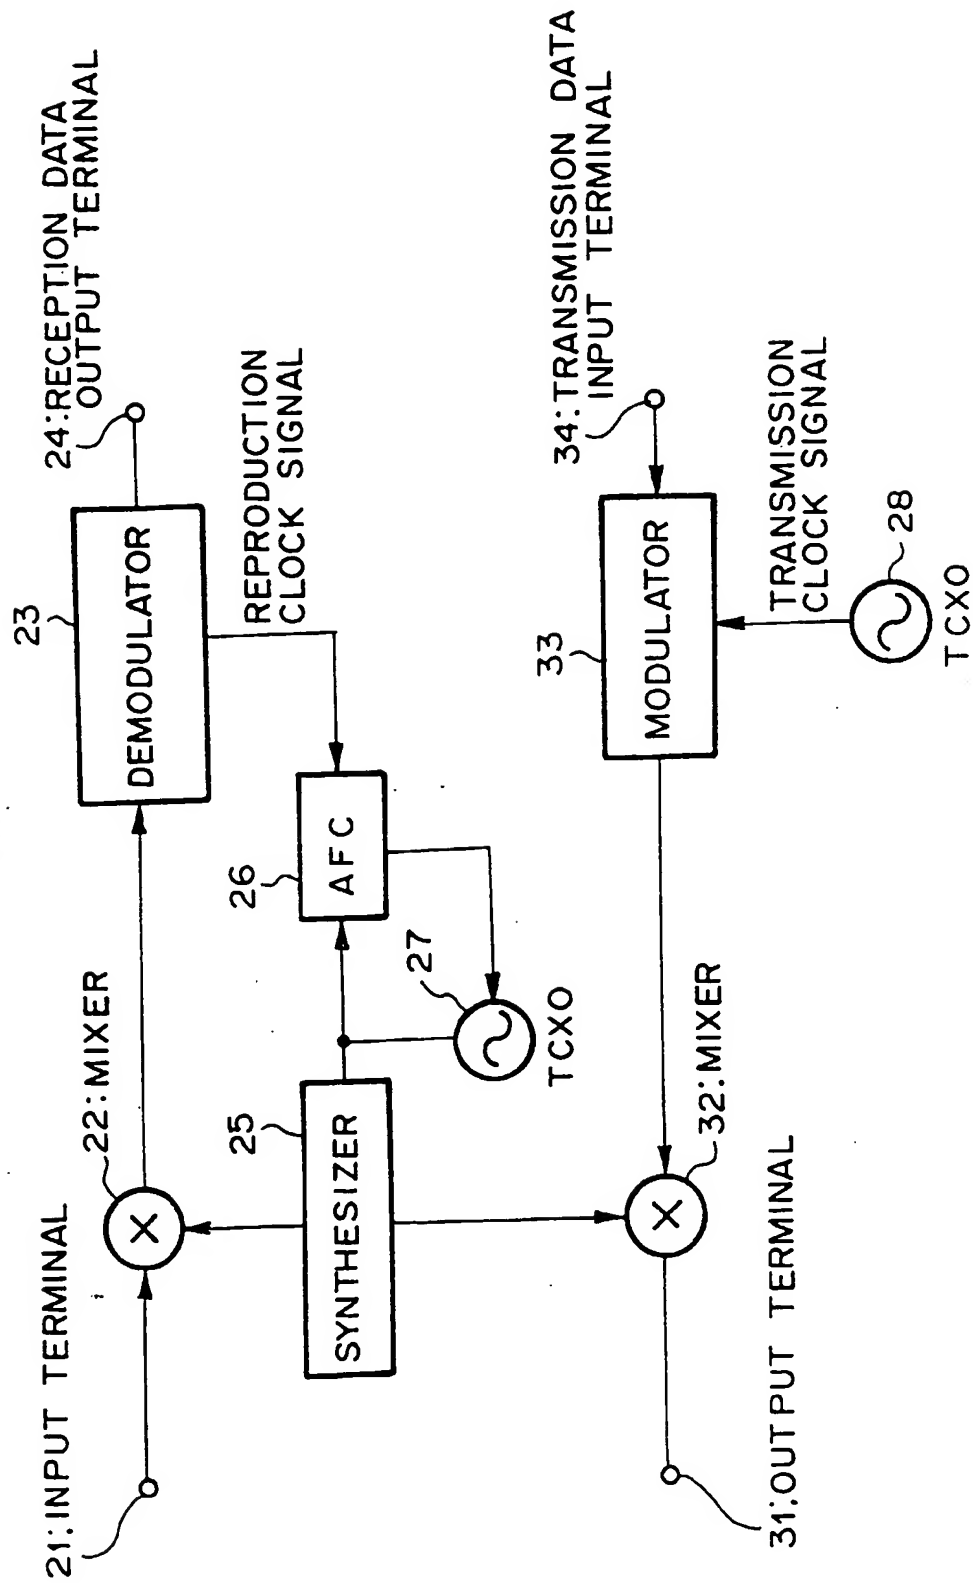 21:INPUT TERMINAL
22:MIXER
23
DEMODULATOR
24:RECEPTION DATA
OUTPUT TERMINAL
REPRODUCTION
CLOCK SIGNAL
25
SYNTHESIZER
26
AFC
27
TCXO
31:OUTPUT TERMINAL
32:MIXER
33
MODULATOR
34:TRANSMISSION DATA
INPUT TERMINAL
TRANSMISSION
CLOCK SIGNAL
28
TCXO